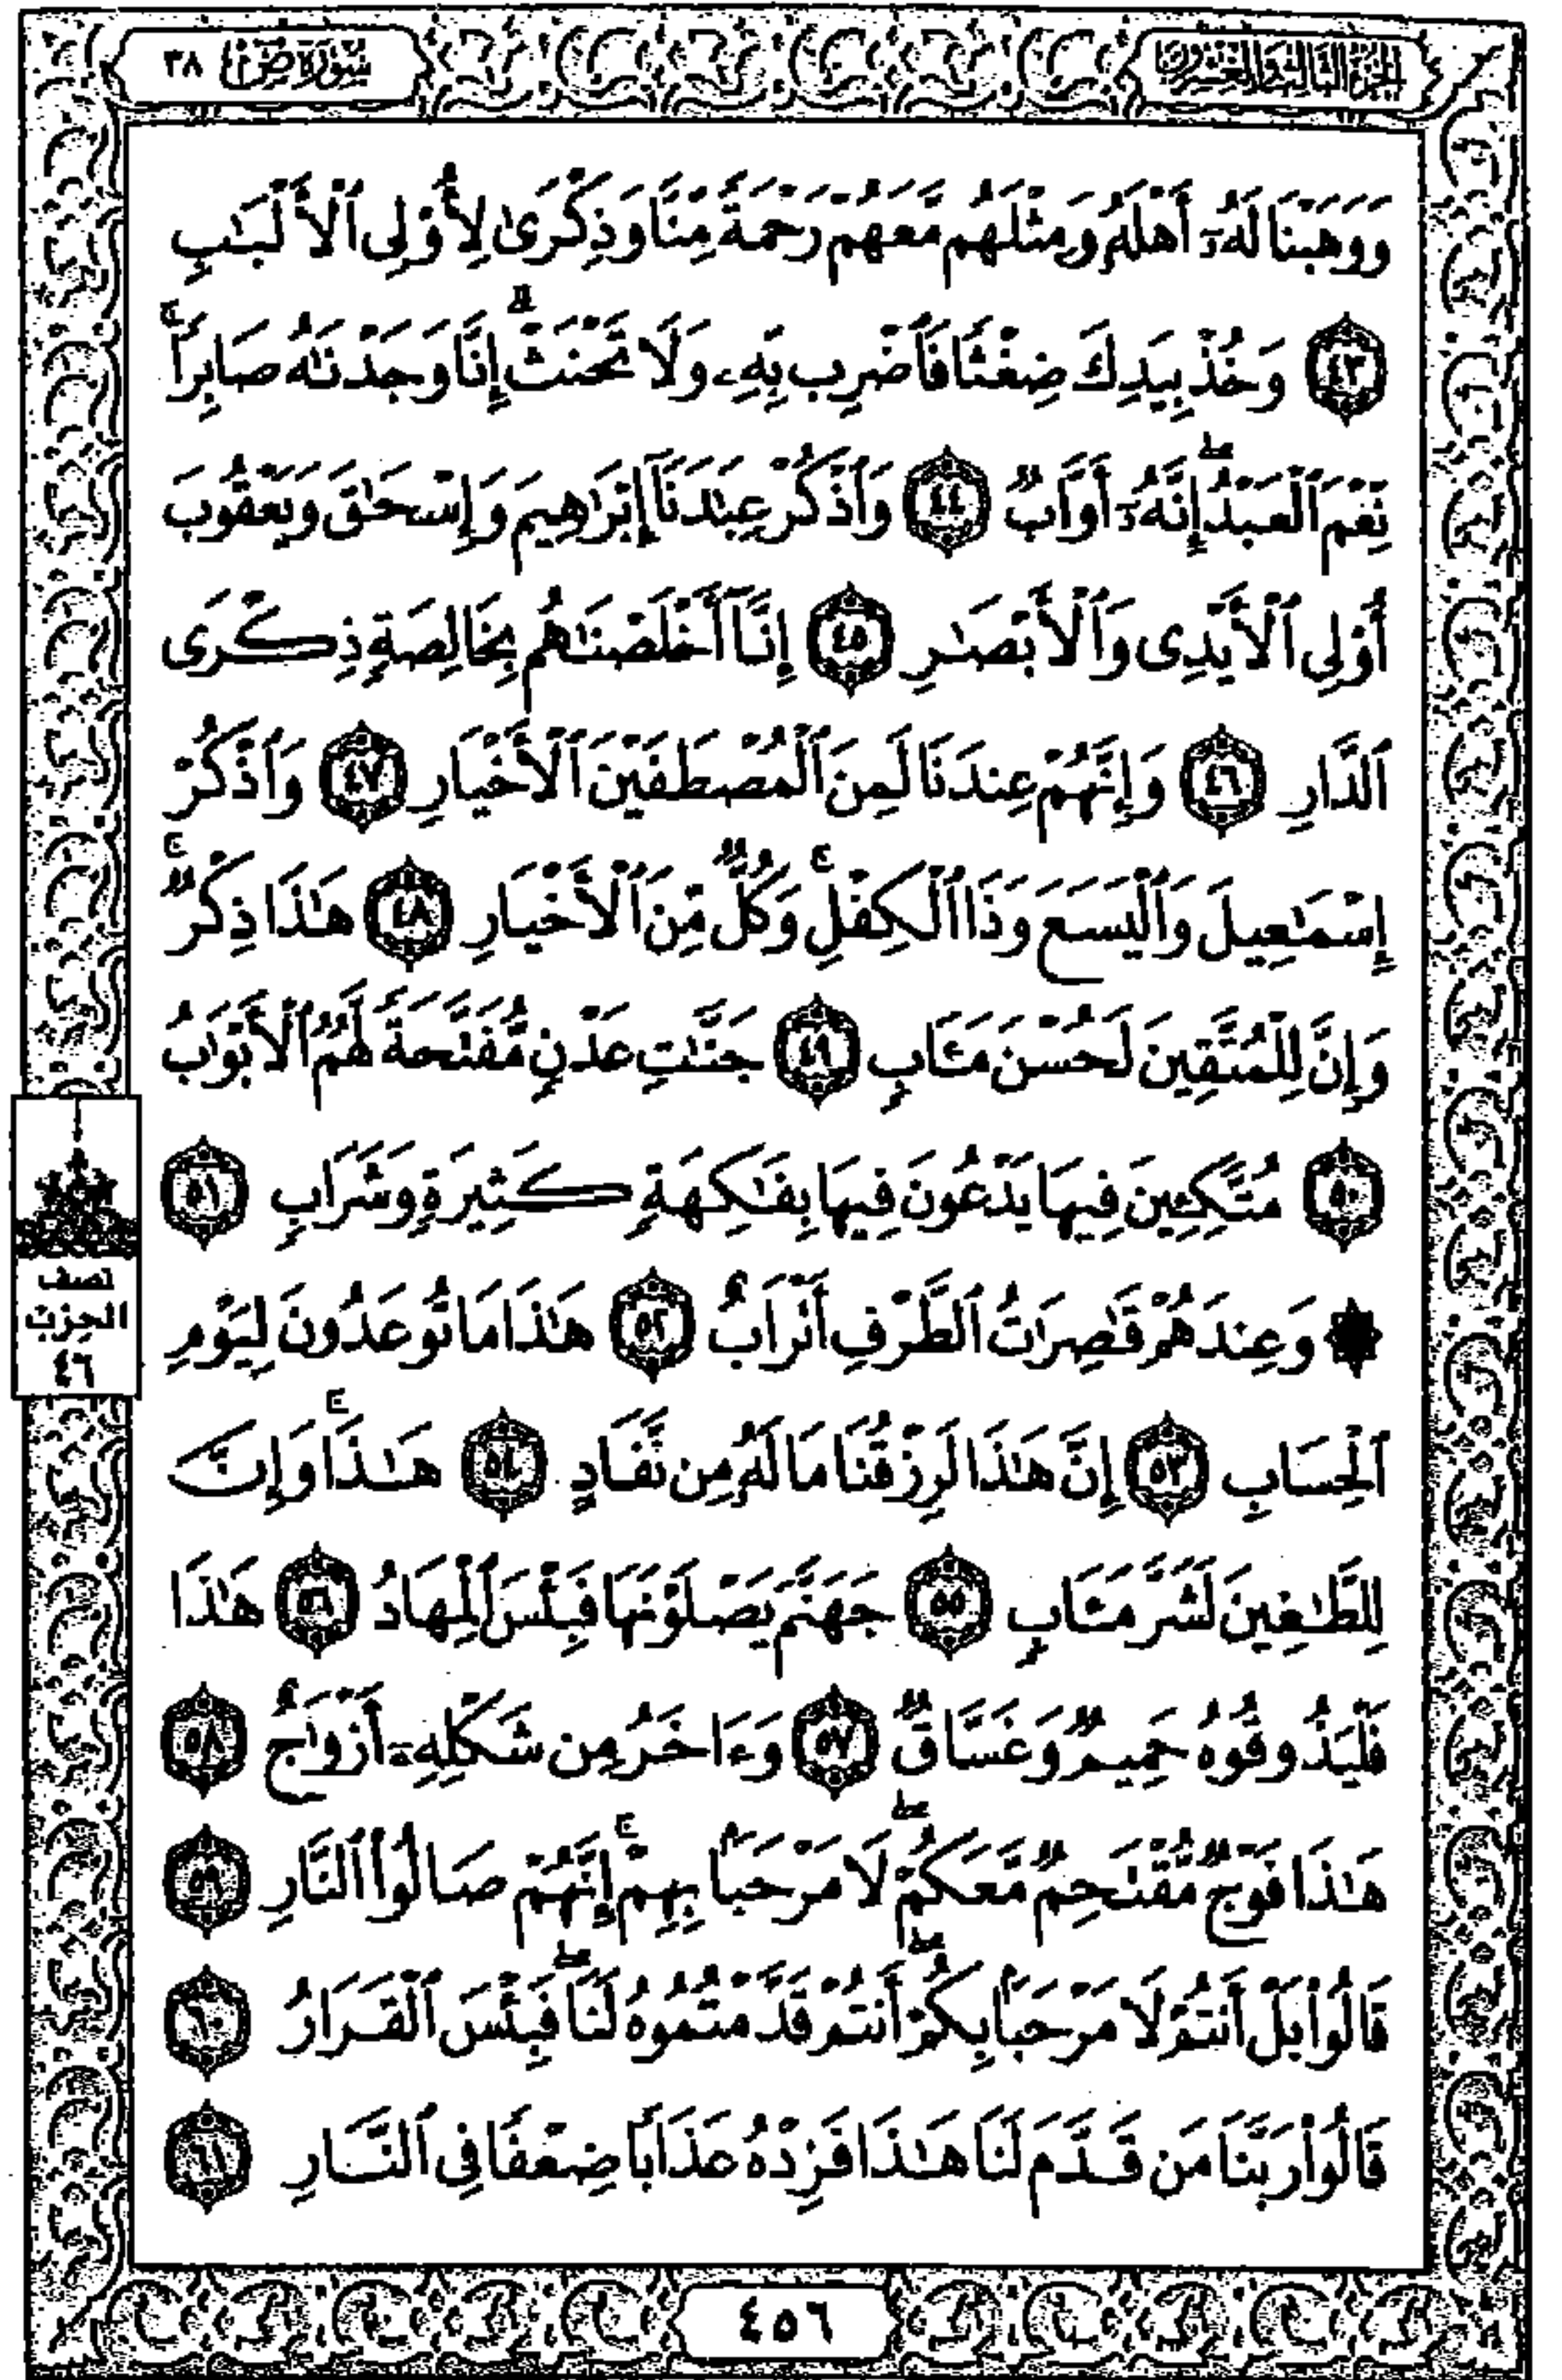 الجزء الثالث والعشرون
سورة ص ٣٨
وَوَهَبْنَا لَهُۥٓ أَهْلَهُۥ وَمِثْلَهُم مَّعَهُمْ رَحْمَةً مِّنَّا وَذِكْرَىٰ لِأُو۟لِى ٱلْأَلْبَٰبِ
٤٣ وَخُذْ بِيَدِكَ ضِغْثًا فَٱضْرِب بِّهِۦ وَلَا تَحْنَثْ ۗ إِنَّا وَجَدْنَٰهُ صَابِرًا ۚ
نِّعْمَ ٱلْعَبْدُ ۖ إِنَّهُۥٓ أَوَّابٌ ٤٤ وَٱذْكُرْ عِبَٰدَنَآ إِبْرَٰهِيمَ وَإِسْحَٰقَ وَيَعْقُوبَ
أُو۟لِى ٱلْأَيْدِى وَٱلْأَبْصَٰرِ ٤٥ إِنَّآ أَخْلَصْنَٰهُم بِخَالِصَةٍ ذِكْرَى
ٱلدَّارِ ٤٦ وَإِنَّهُمْ عِندَنَا لَمِنَ ٱلْمُصْطَفَيْنَ ٱلْأَخْيَارِ ٤٧ وَٱذْكُرْ
إِسْمَٰعِيلَ وَٱلْيَسَعَ وَذَا ٱلْكِفْلِ ۖ وَكُلٌّ مِّنَ ٱلْأَخْيَارِ ٤٨ هَٰذَا ذِكْرٌ ۚ
وَإِنَّ لِلْمُتَّقِينَ لَحُسْنَ مَـَٔابٍ ٤٩ جَنَّٰتِ عَدْنٍ مُّفَتَّحَةً لَّهُمُ ٱلْأَبْوَٰبُ
٥٠ مُتَّكِـِٔينَ فِيهَا يَدْعُونَ فِيهَا بِفَٰكِهَةٍ كَثِيرَةٍ وَشَرَابٍ ٥١
۞ وَعِندَهُمْ قَٰصِرَٰتُ ٱلطَّرْفِ أَتْرَابٌ ٥٢ هَٰذَا مَا تُوعَدُونَ لِيَوْمِ
ٱلْحِسَابِ ٥٣ إِنَّ هَٰذَا لَرِزْقُنَا مَا لَهُۥ مِن نَّفَادٍ ٥٤ هَٰذَا ۚ وَإِنَّ
لِلطَّٰغِينَ لَشَرَّ مَـَٔابٍ ٥٥ جَهَنَّمَ يَصْلَوْنَهَا فَبِئْسَ ٱلْمِهَادُ ٥٦ هَٰذَا
فَلْيَذُوقُوهُ حَمِيمٌ وَغَسَّاقٌ ٥٧ وَءَاخَرُ مِن شَكْلِهِۦٓ أَزْوَٰجٌ ٥٨
هَٰذَا فَوْجٌ مُّقْتَحِمٌ مَّعَكُمْ ۖ لَا مَرْحَبًۢا بِهِمْ ۚ إِنَّهُمْ صَالُوا۟ ٱلنَّارِ ٥٩
قَالُوا۟ بَلْ أَنتُمْ لَا مَرْحَبًۢا بِكُمْ ۖ أَنتُمْ قَدَّمْتُمُوهُ لَنَا ۖ فَبِئْسَ ٱلْقَرَارُ ٦٠
قَالُوا۟ رَبَّنَا مَن قَدَّمَ لَنَا هَٰذَا فَزِدْهُ عَذَابًا ضِعْفًا فِى ٱلنَّارِ ٦١
نصف
الحزب
٤٦
٤٥٦